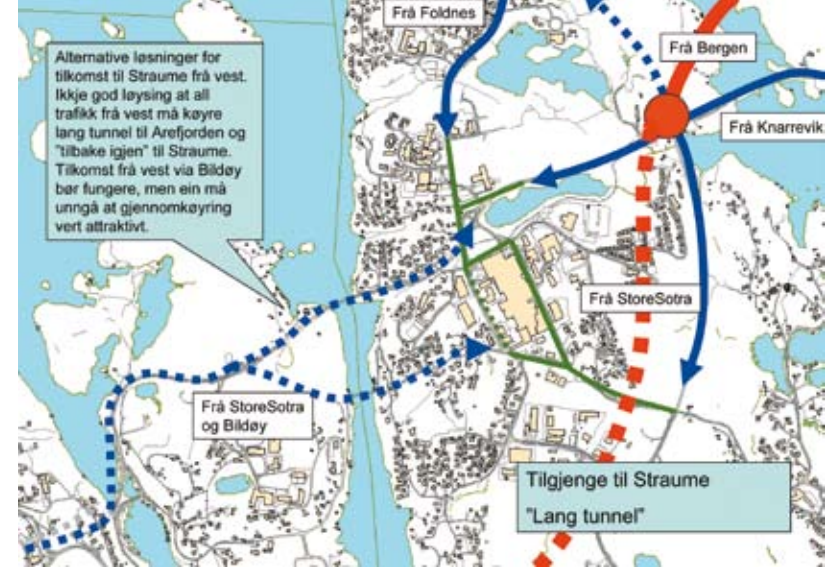 Frå Foldnes
Frå Bergen
Alternative løsninger for
tilkomst til Straume frå vest.
Ikkje god løysing at all
trafikk frå vest må køyre
lang tunnel til Arefjorden og
"tilbake igjen" til Straume.
Tilkomst frå vest via Bildøy
bør fungere, men ein må
unngå at gjennomkøyring
vert attraktivt.
Frå Knarrevik
Frå StoreSotra
Frå StoreSotra
og Bildøy
Tilgjenge til Straume
"Lang tunnel"